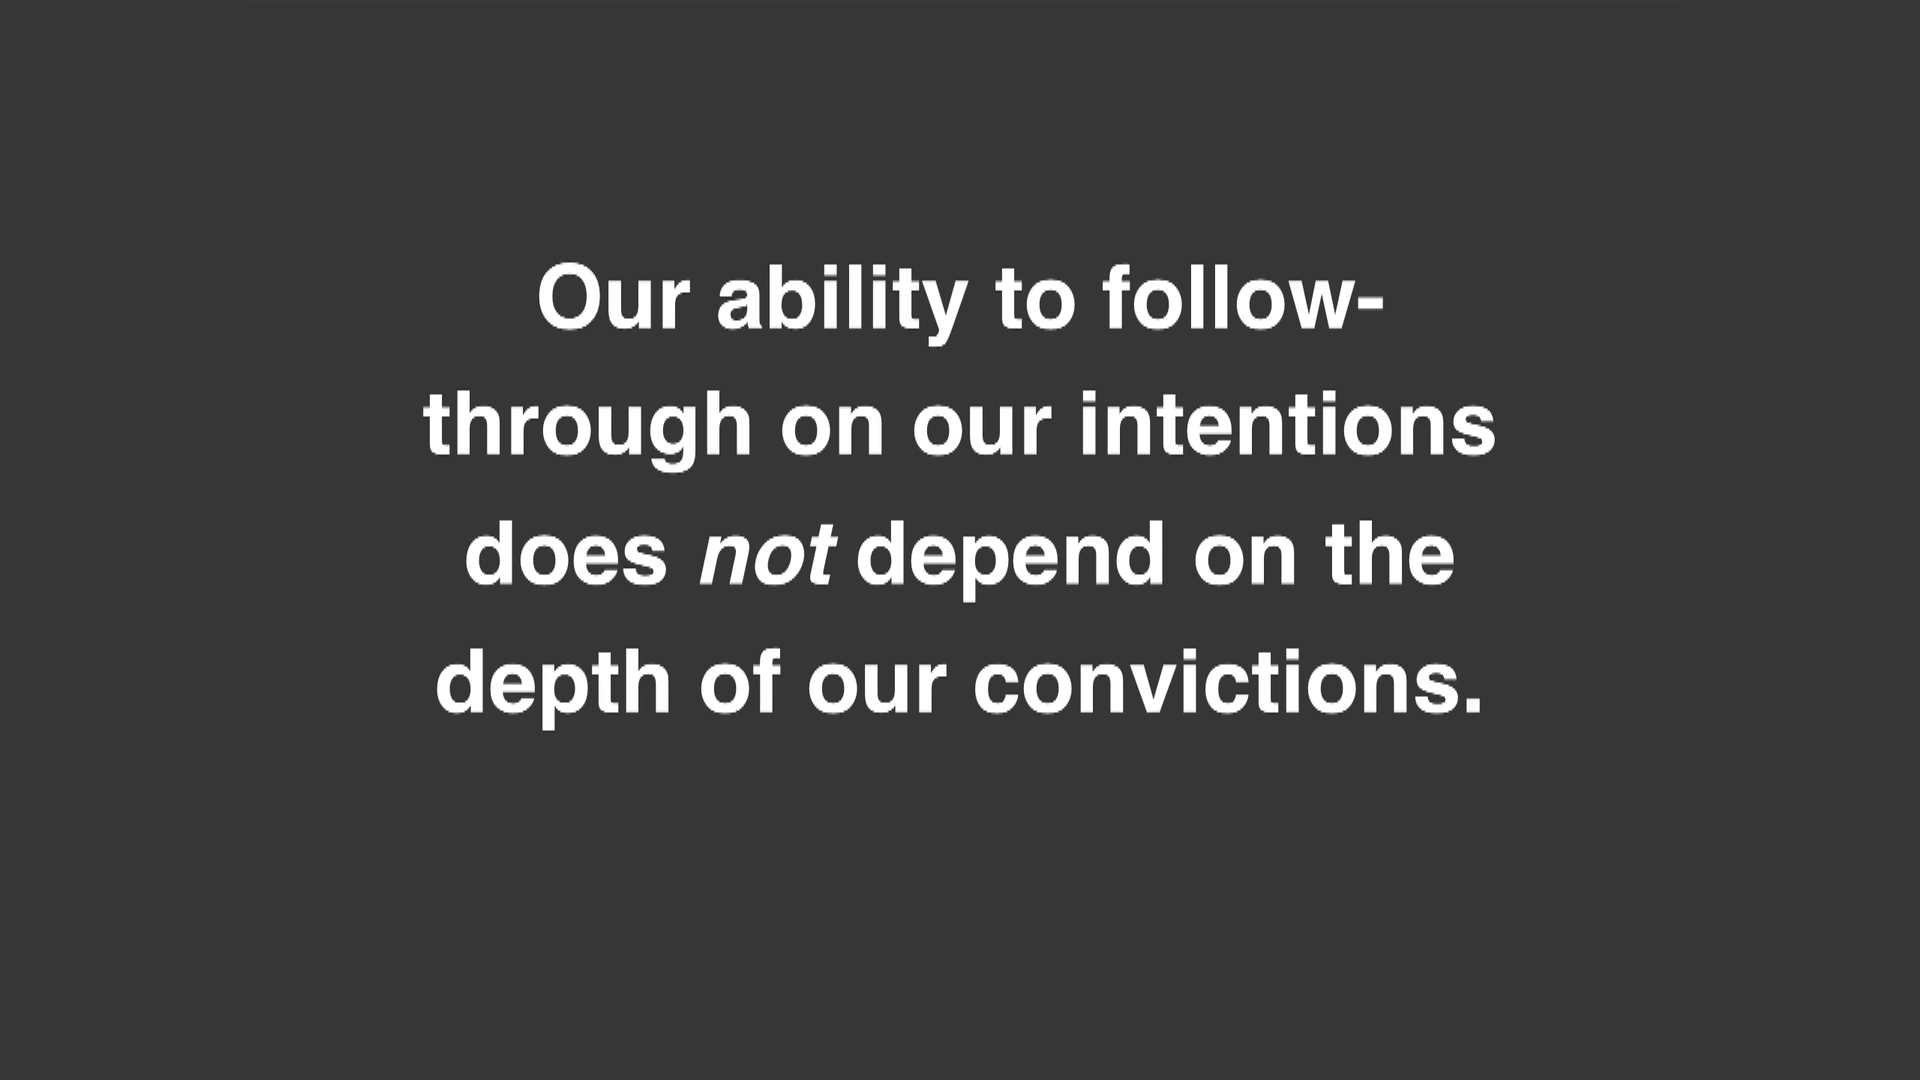 Our ability to follow-
through on our intentions
does not depend on the
depth of our convictions.